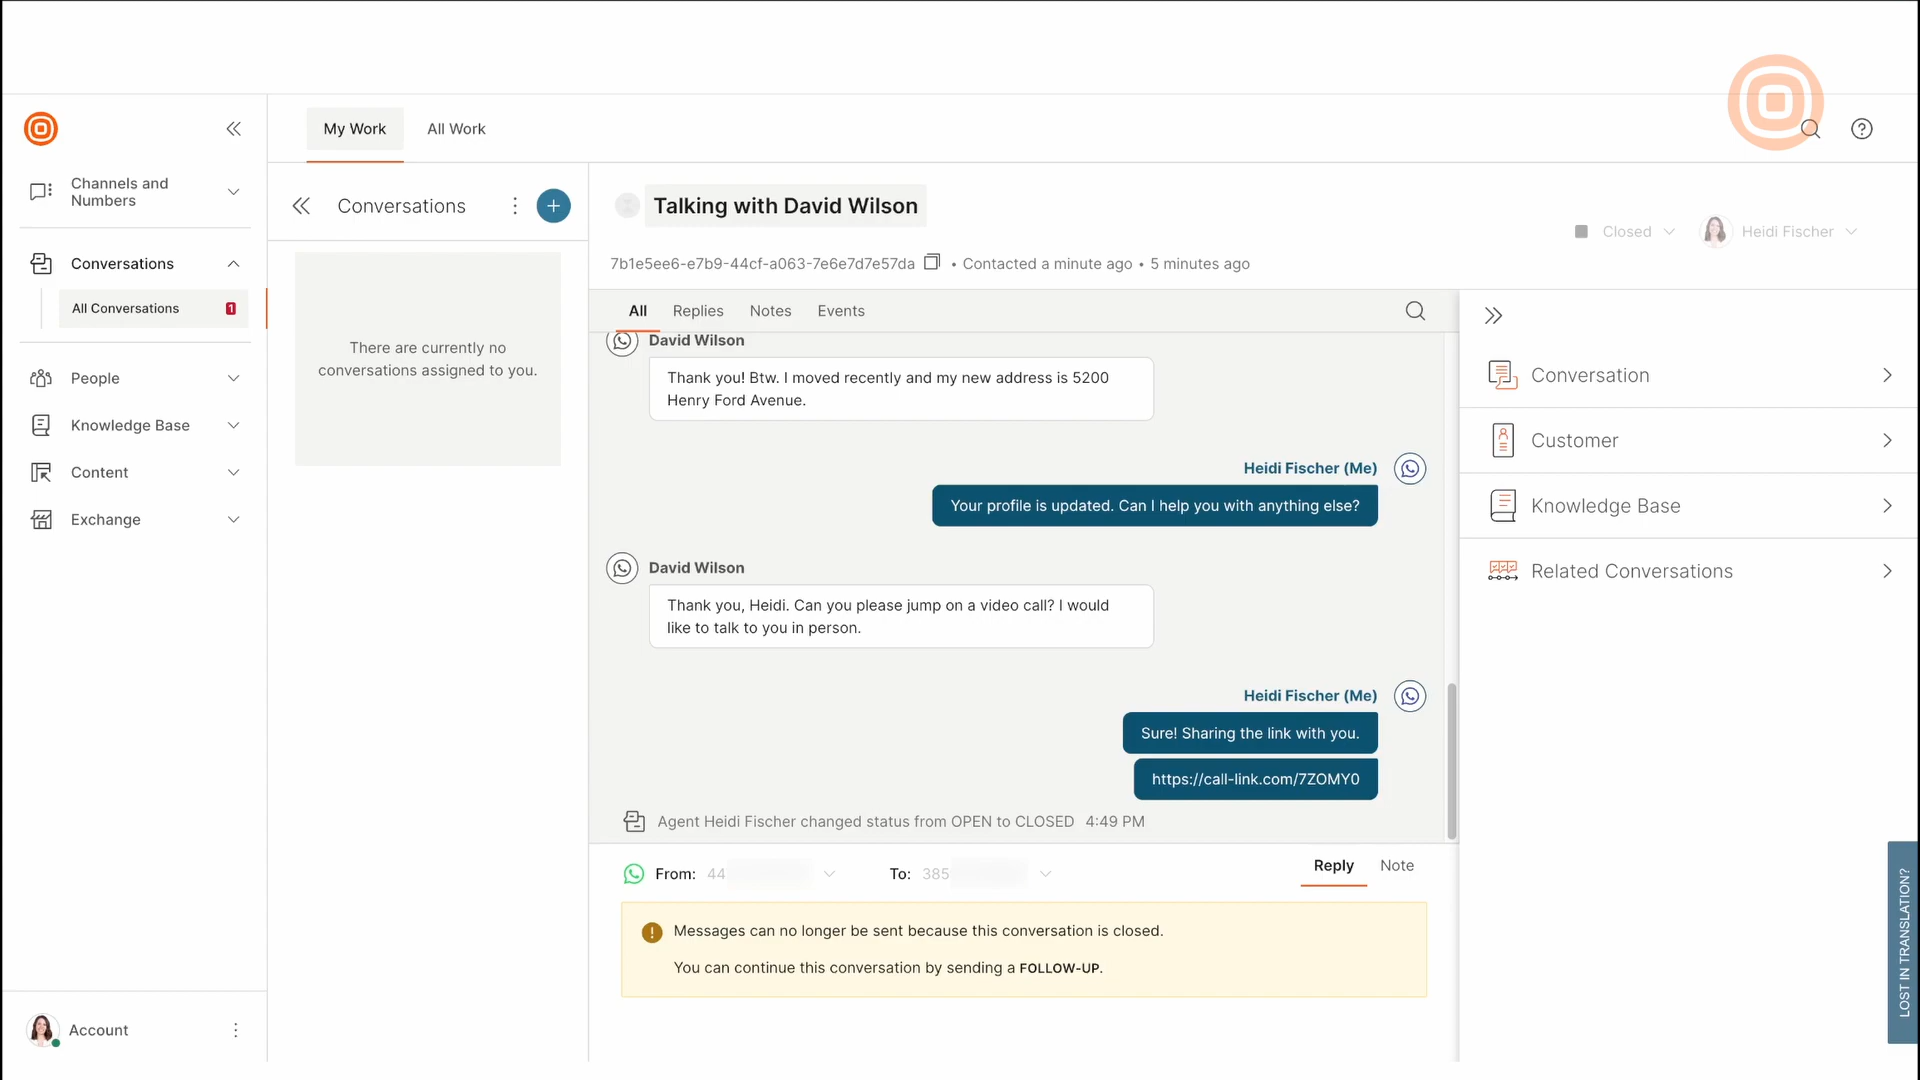 My Work
All Work
Channels and
Numbers
Conversations
All Conversations
1
People
Knowledge Base
Content
Exchange
Account
Conversations
There are currently no
conversations assigned to you.
Talking with David Wilson
Closed
Heidi Fischer
7b1e5ee6-e7b9-44cf-a063-7e6e7d7e57da • Contacted a minute ago • 5 minutes ago
All
Replies
Notes
Events
David Wilson
Thank you! Btw. I moved recently and my new address is 5200
Henry Ford Avenue.
Heidi Fischer (Me)
Your profile is updated. Can I help you with anything else?
David Wilson
Thank you, Heidi. Can you please jump on a video call? I would
like to talk to you in person.
Heidi Fischer (Me)
Sure! Sharing the link with you.
https://call-link.com/7ZOMY0
Agent Heidi Fischer changed status from OPEN to CLOSED 4:49 PM
From: 44
To: 385
Reply
Note
Messages can no longer be sent because this conversation is closed.
You can continue this conversation by sending a FOLLOW-UP.
Conversation
Customer
Knowledge Base
Related Conversations
LOST IN TRANSLATION?